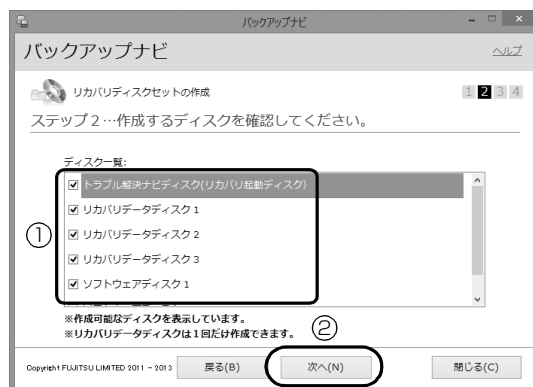 バックアップナビ
バックアップナビ
ヘルプ
リカバリディスクセットの作成
1 2 3 4
ステップ2…作成するディスクを確認してください。
ディスク一覧:
トラブル解決ナビディスク(リカバリ起動ディスク)
リカバリデータディスク 1
リカバリデータディスク 2
① リカバリデータディスク 3
ソフトウェアディスク 1
※作成可能なディスクを表示しています。
※リカバリデータディスクは1回だけ作成できます。
②
Copyright FUJITSU LIMITED 2011 - 2013 戻る(B) 次へ(N) 閉じる(C)